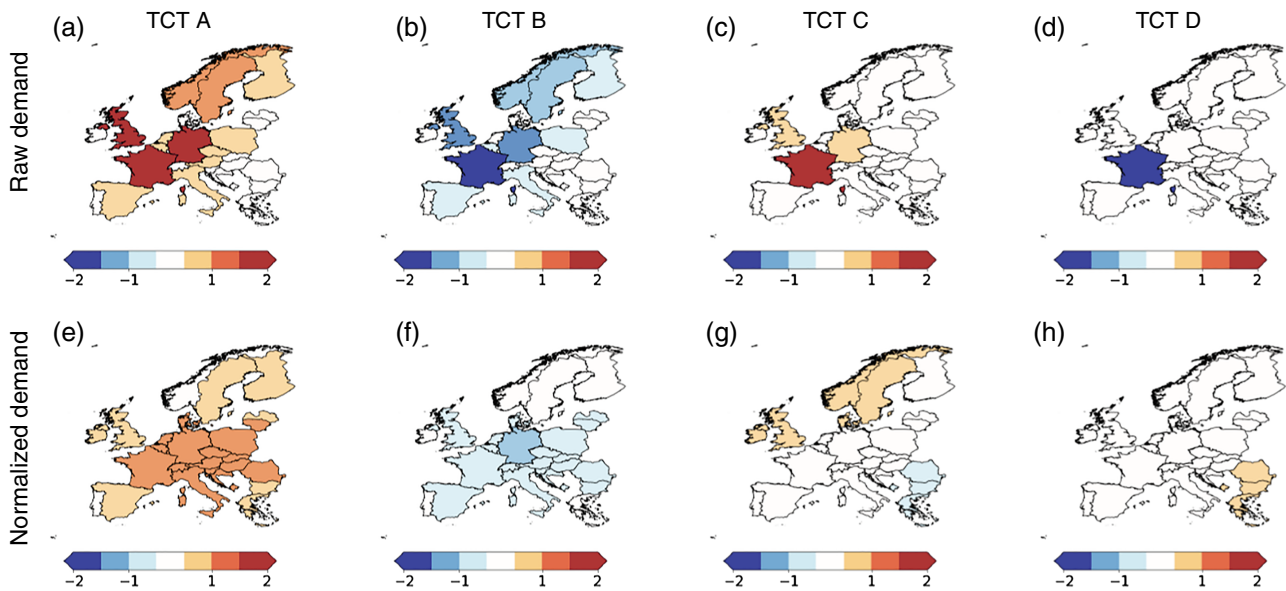 TCT A TCT B TCT C TCT D
(a) (b) (c) (d)
Raw demand
−2 −1 1 2 −2 −1 1 2 −2 −1 1 2 −2 −1 1 2
(e) (f) (g) (h)
Normalized demand
−2 −1 1 2 −2 −1 1 2 −2 −1 1 2 −2 −1 1 2